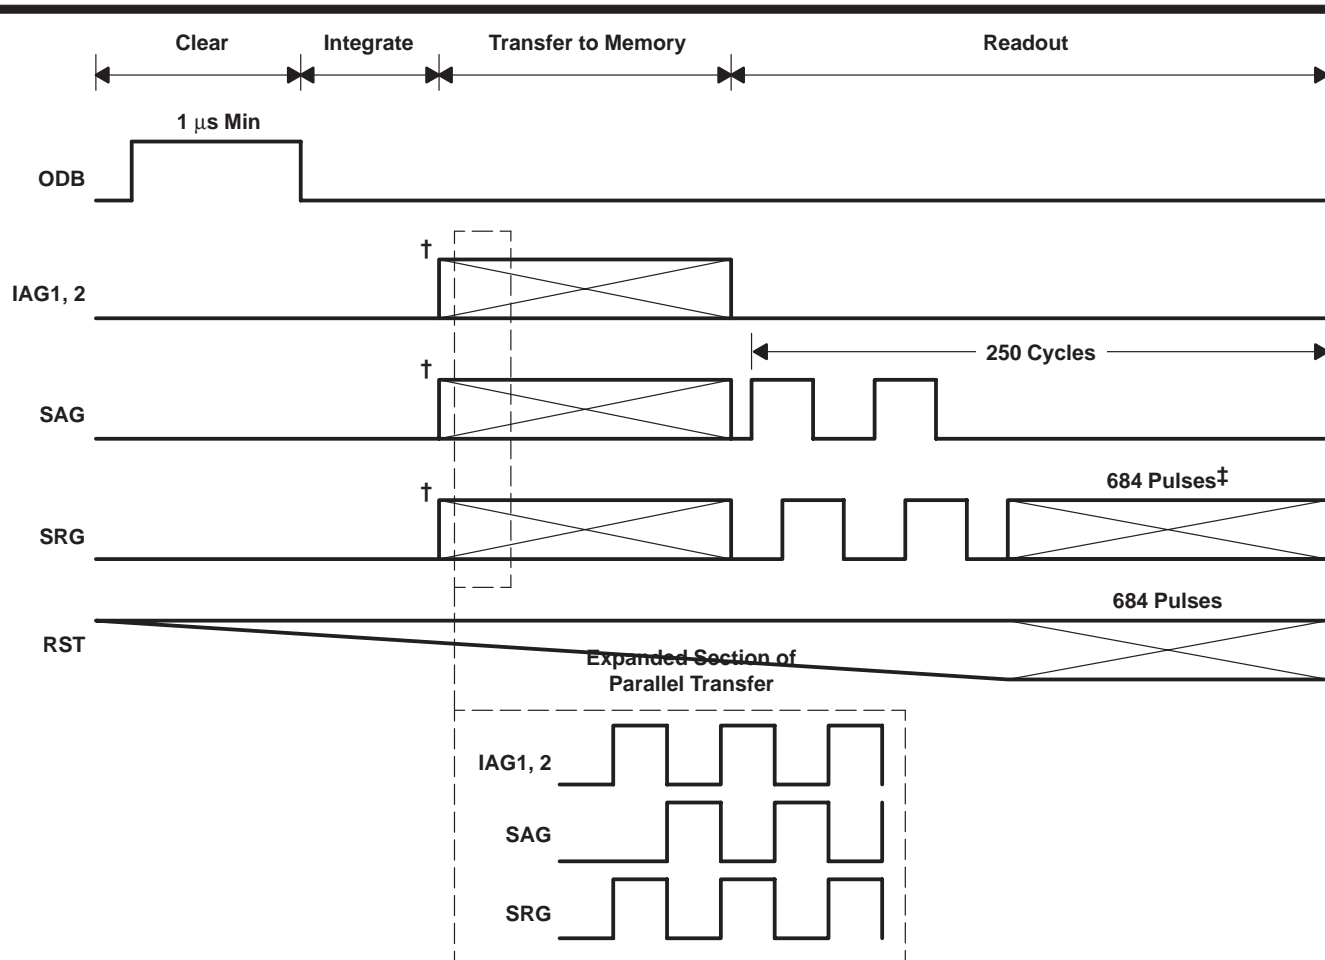 Clear
Integrate
Transfer to Memory
Readout
1 μs Min
ODB
†
IAG1, 2
250 Cycles
†
SAG
684 Pulses‡
†
SRG
684 Pulses
RST
Expanded Section of
Parallel Transfer
IAG1, 2
SAG
SRG